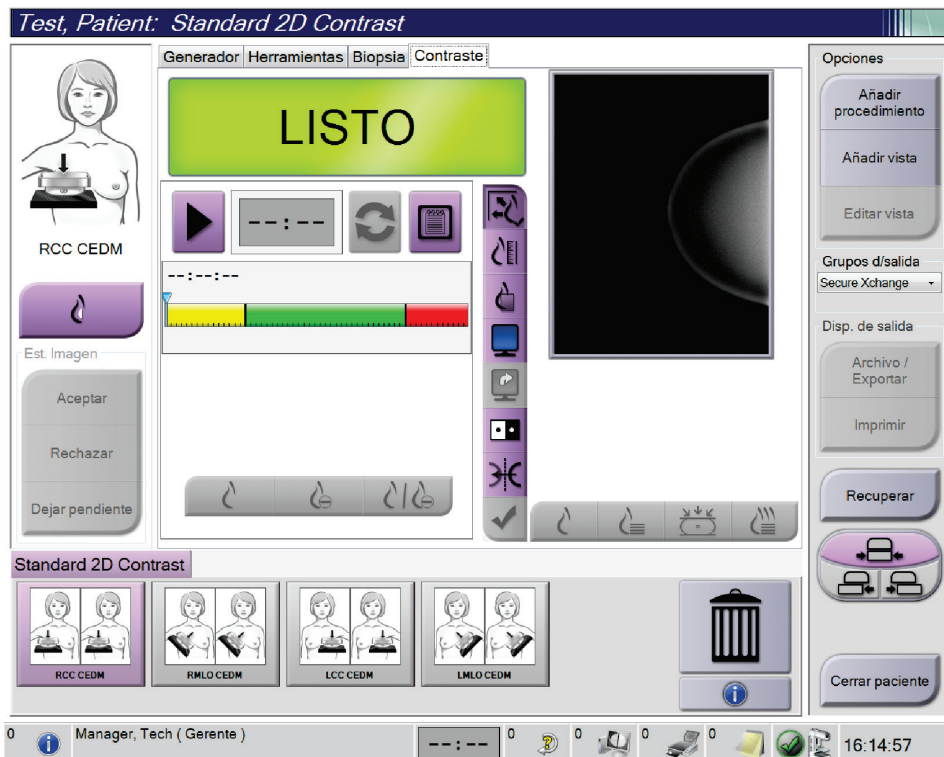 Test, Patient: Standard 2D Contrast
Generador
Herramientas
Biopsia
Contraste
LISTO
RCC CEDM
--:--
--:--:--
Est. Imagen
Aceptar
Rechazar
Dejar pendiente
Opciones
Añadir
procedimiento
Añadir vista
Editar vista
Grupos d/salida
Secure Xchange
Disp. de salida
Archivo /
Exportar
Imprimir
Recuperar
Cerrar paciente
Standard 2D Contrast
RCC CEDM
RMLO CEDM
LCC CEDM
LMLO CEDM
0
Manager, Tech ( Gerente )
--:--
0
0
0
0
16:14:57